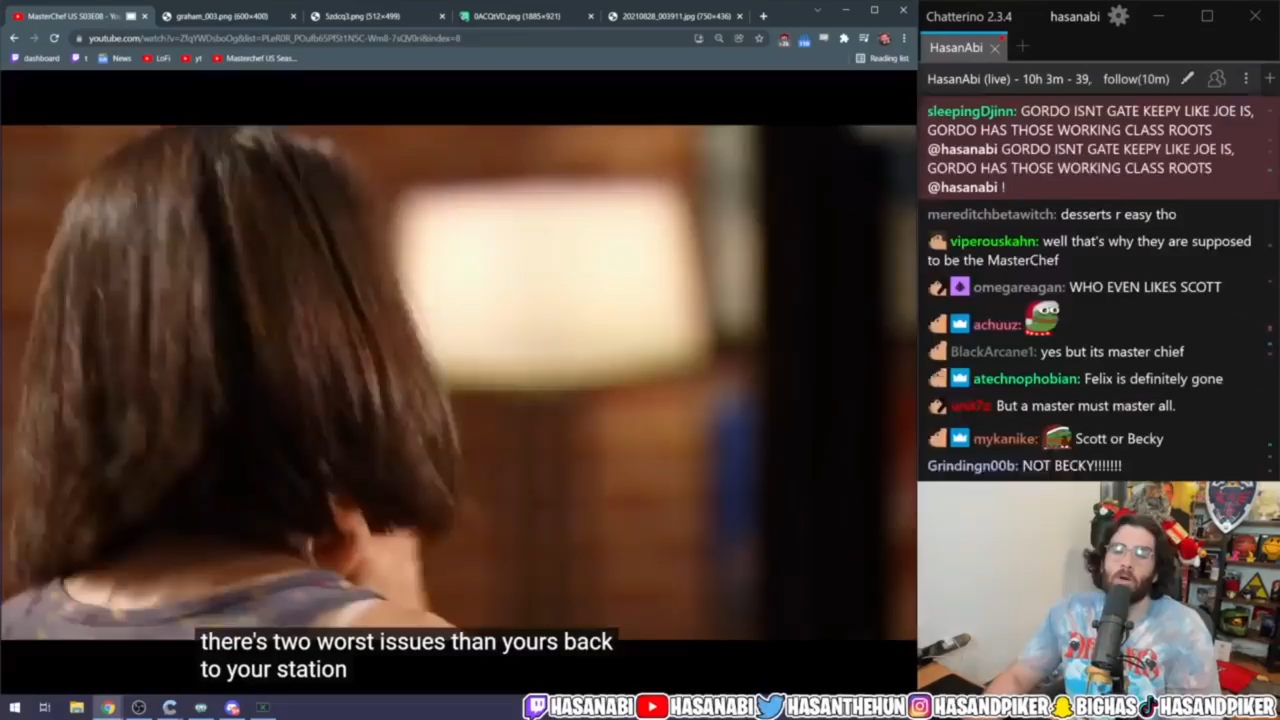 MasterChef US S03E08 - Yo
graham_003.png (600×400)
5zdcq3.png (512×499)
0ACQtVD.png (1885×921)
20210828_003911.jpg (750×436)
youtube.com/watch?v=
dashboard
t
News
LoFi
yt
Masterchef US Seas...
Reading list
there's two worst issues than yours back
to your station
Chatterino 2.3.4
hasanabi
HasanAbi
HasanAbi (live) - 10h 3m - 39,
follow(10m)
sleepingDjinn: GORDO ISNT GATE KEEPY LIKE JOE IS,
GORDO HAS THOSE WORKING CLASS ROOTS
@hasanabi GORDO ISNT GATE KEEPY LIKE JOE IS,
GORDO HAS THOSE WORKING CLASS ROOTS
@hasanabi !
mereditchbetawitch: desserts r easy tho
viperouskahn: well that's why they are supposed
to be the MasterChef
omegareagan: WHO EVEN LIKES SCOTT
achuuz:
BlackArcane1: yes but its master chief
atechnophobian: Felix is definitely gone
But a master must master all.
mykanike: Scott or Becky
Grindingn00b: NOT BECKY!!!!!!!
HASANABI
HASANABI
HASANTHEHUN
HASANDPIKER
BIGHAS
HASANDPIKER